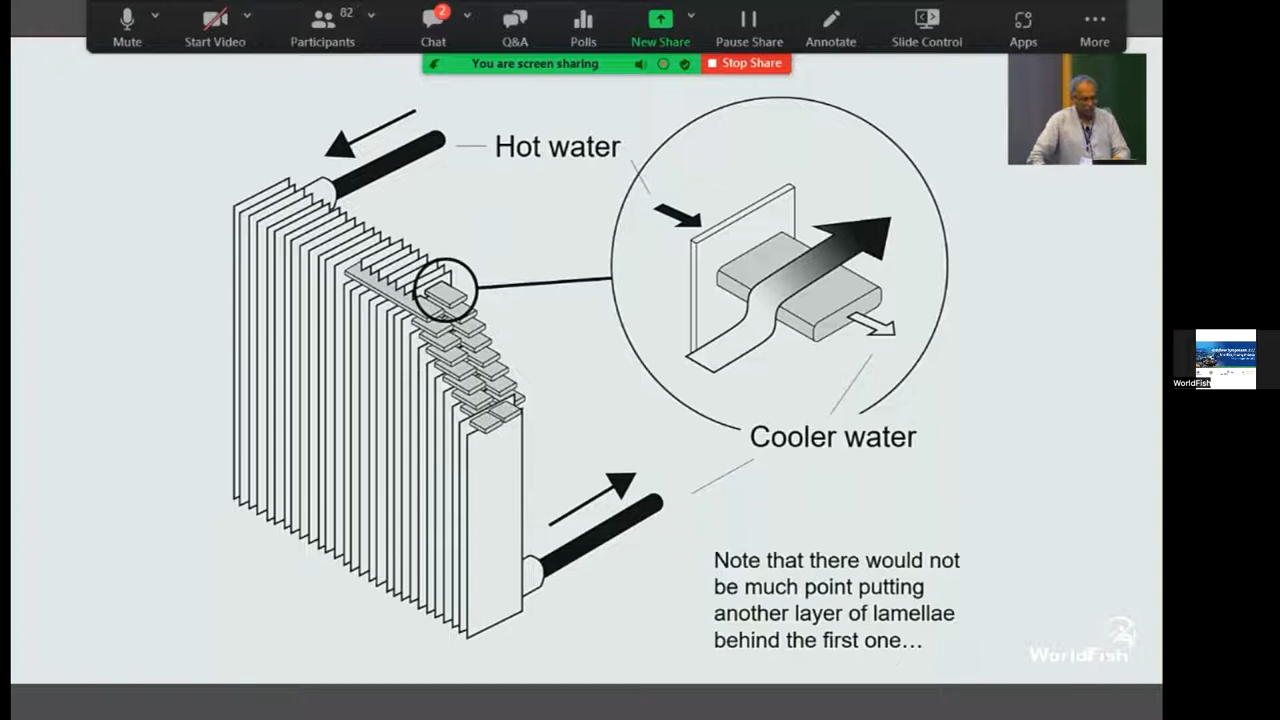 82
2
Mute
Start Video
Participants
Chat
Q&A
Polls
New Share
Pause Share
Annotate
Slide Control
Apps
More
You are screen sharing
Stop Share
Hot water
Cooler water
Note that there would not
be much point putting
another layer of lamellae
behind the first one…
WorldFish
WorldFish